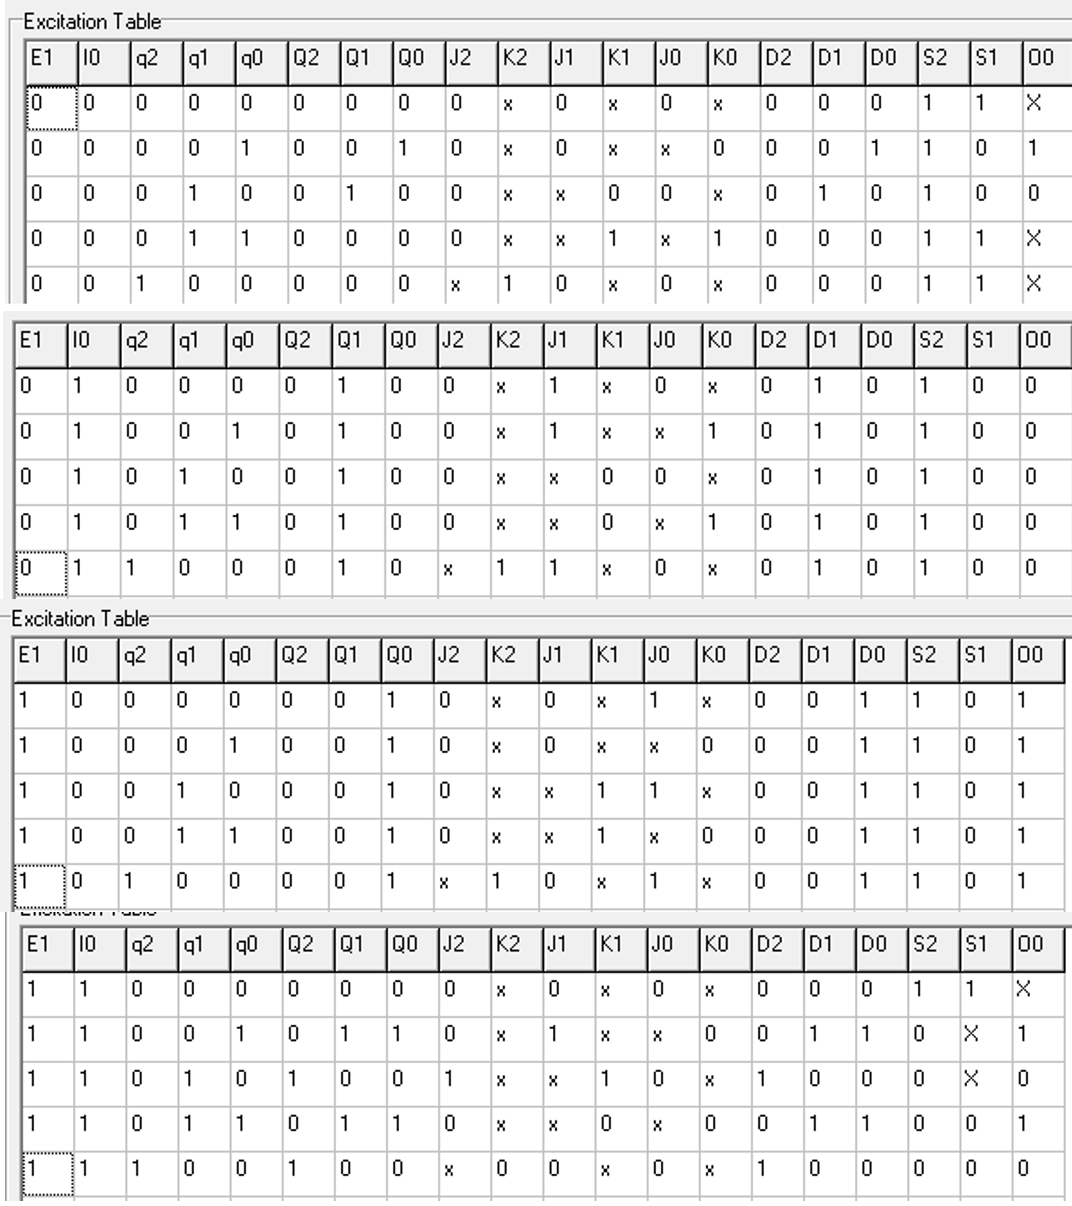 Excitation Table
E1 I0 q2 q1 q0 Q2 Q1 Q0 J2 K2 J1 K1 J0 K0 D2 D1 D0 S2 S1 O0
0 0 0 0 0 0 0 0 0 x 0 x 0 x 0 0 0 1 1 X
0 0 0 0 1 0 0 1 0 x 0 x x 0 0 0 1 1 0 1
0 0 0 1 0 0 1 0 0 x x 0 0 x 0 1 0 1 0 0
0 0 0 1 1 0 0 0 0 x x 1 x 1 0 0 0 1 1 X
0 0 1 0 0 0 0 0 x 1 0 x 0 x 0 0 0 1 1 X
E1 I0 q2 q1 q0 Q2 Q1 Q0 J2 K2 J1 K1 J0 K0 D2 D1 D0 S2 S1 O0
0 1 0 0 0 0 1 0 0 x 1 x 0 x 0 1 0 1 0 0
0 1 0 0 1 0 1 0 0 x 1 x x 1 0 1 0 1 0 0
0 1 0 1 0 0 1 0 0 x x 0 0 x 0 1 0 1 0 0
0 1 0 1 1 0 1 0 0 x x 0 x 1 0 1 0 1 0 0
0 1 1 0 0 0 1 0 x 1 1 x 0 x 0 1 0 1 0 0
Excitation Table
E1 I0 q2 q1 q0 Q2 Q1 Q0 J2 K2 J1 K1 J0 K0 D2 D1 D0 S2 S1 O0
1 0 0 0 0 0 0 1 0 x 0 x 1 x 0 0 1 1 0 1
1 0 0 0 1 0 0 1 0 x 0 x x 0 0 0 1 1 0 1
1 0 0 1 0 0 0 1 0 x x 1 1 x 0 0 1 1 0 1
1 0 0 1 1 0 0 1 0 x x 1 x 0 0 0 1 1 0 1
1 0 1 0 0 0 0 1 x 1 0 x 1 x 0 0 1 1 0 1
E1 I0 q2 q1 q0 Q2 Q1 Q0 J2 K2 J1 K1 J0 K0 D2 D1 D0 S2 S1 O0
1 1 0 0 0 0 0 0 0 x 0 x 0 x 0 0 0 1 1 X
1 1 0 0 1 0 1 1 0 x 1 x x 0 0 1 1 0 X 1
1 1 0 1 0 1 0 0 1 x x 1 0 x 1 0 0 0 X 0
1 1 0 1 1 0 1 1 0 x x 0 x 0 0 1 1 0 0 1
1 1 1 0 0 1 0 0 x 0 0 x 0 x 1 0 0 0 0 0